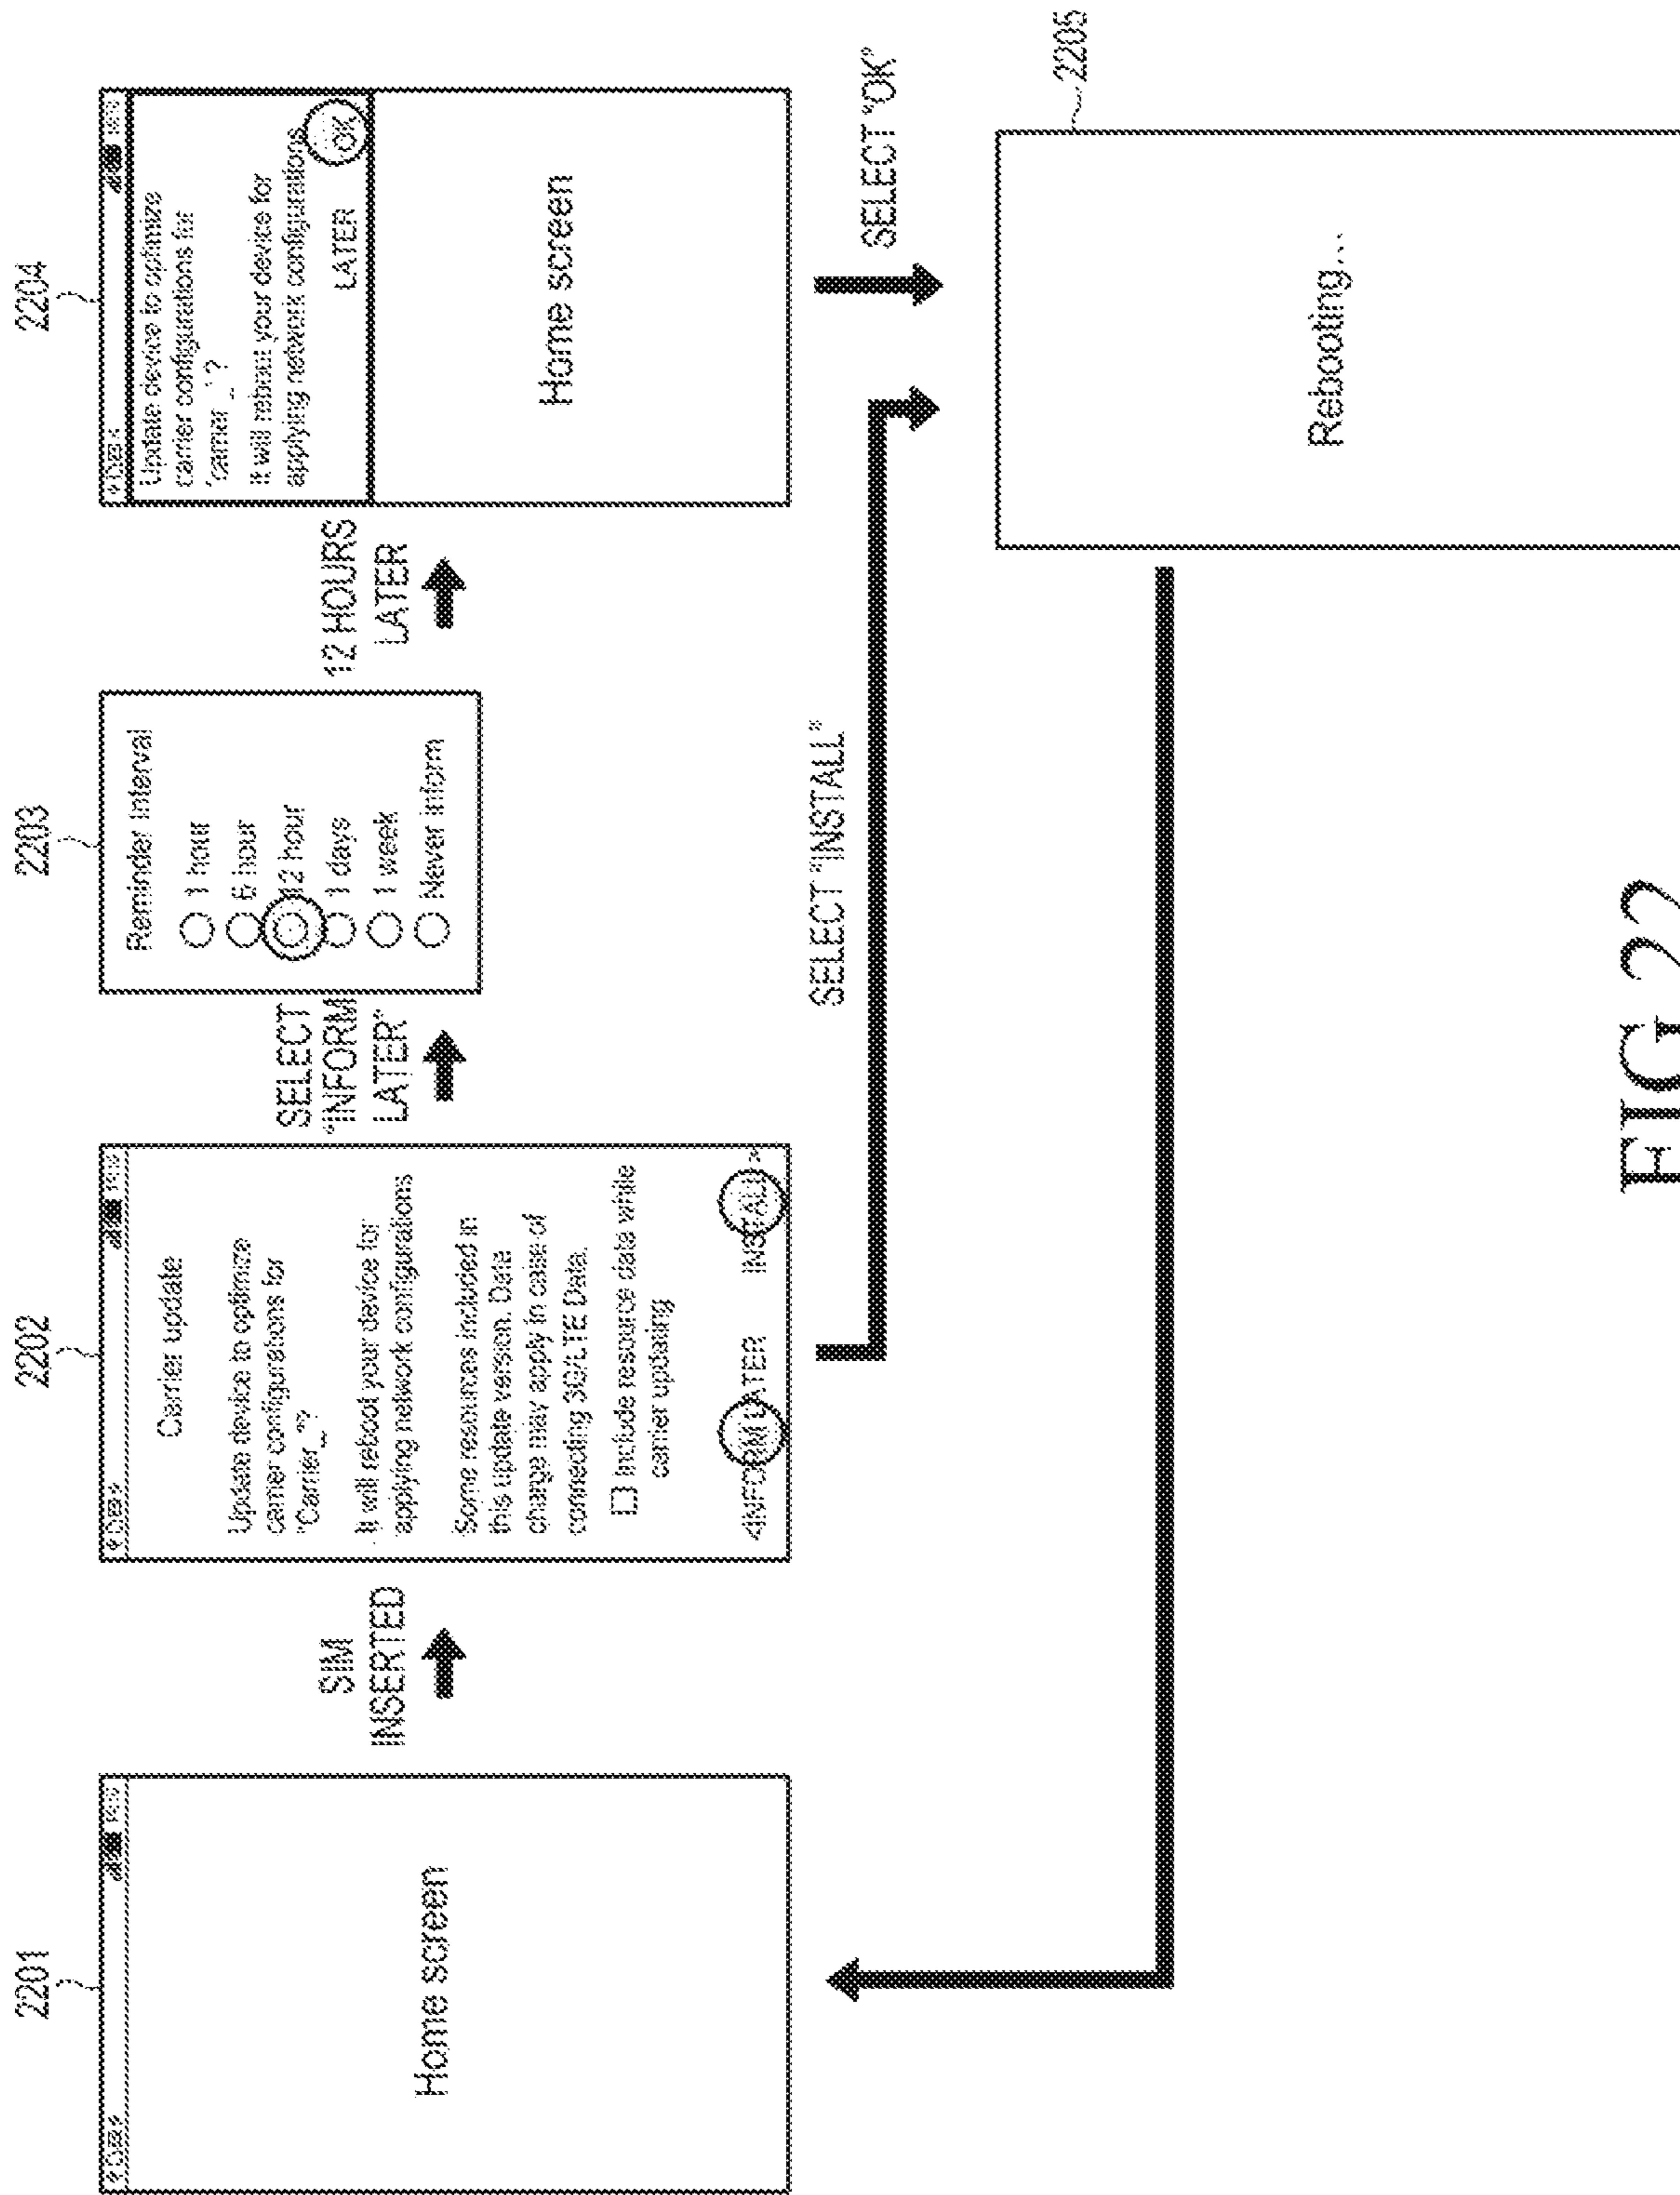 2201
Home screen
SIM
INSERTED
2202
Carrier update
Update device to optimize
carrier configurations for
"Carrier_"?
It will reboot your device for
applying network configurations
Some resources included in
this update version. Data
charge may apply in case of
connecting 3G/LTE Data.
Include resource data while
carrier updating
<INFORM LATER
INSTALL >
SELECT
"INFORM
LATER"
2203
Reminder interval
1 hour
6 hour
12 hour
1 days
1 week
Never inform
12 HOURS
LATER
2204
Update device to optimize
carrier configurations for
'carrier_'?
It will reboot your device for
applying network configurations
LATER
OK
Home screen
SELECT "INSTALL"
SELECT "OK"
2205
Rebooting...
FIG 22